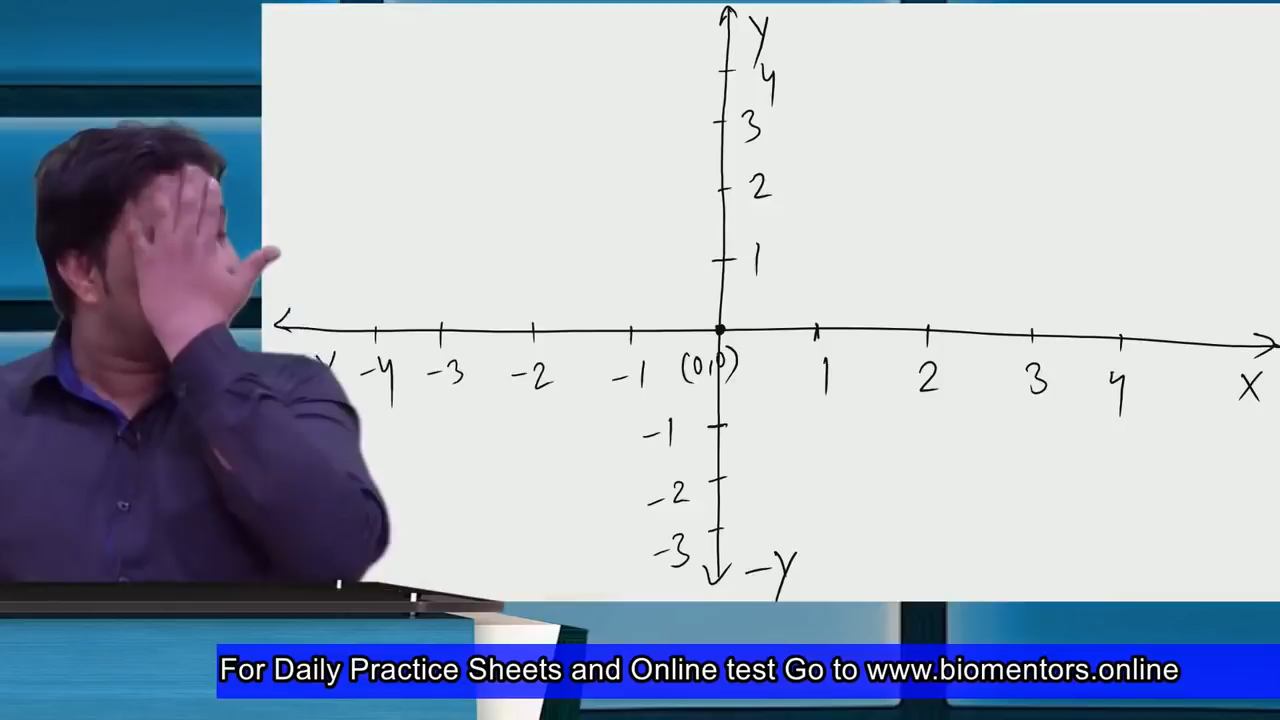 y
4
3
2
1
-4 -3 -2 -1 (0,0) 1 2 3 4 X
-1
-2
-3
-y
For Daily Practice Sheets and Online test Go to www.biomentors.online